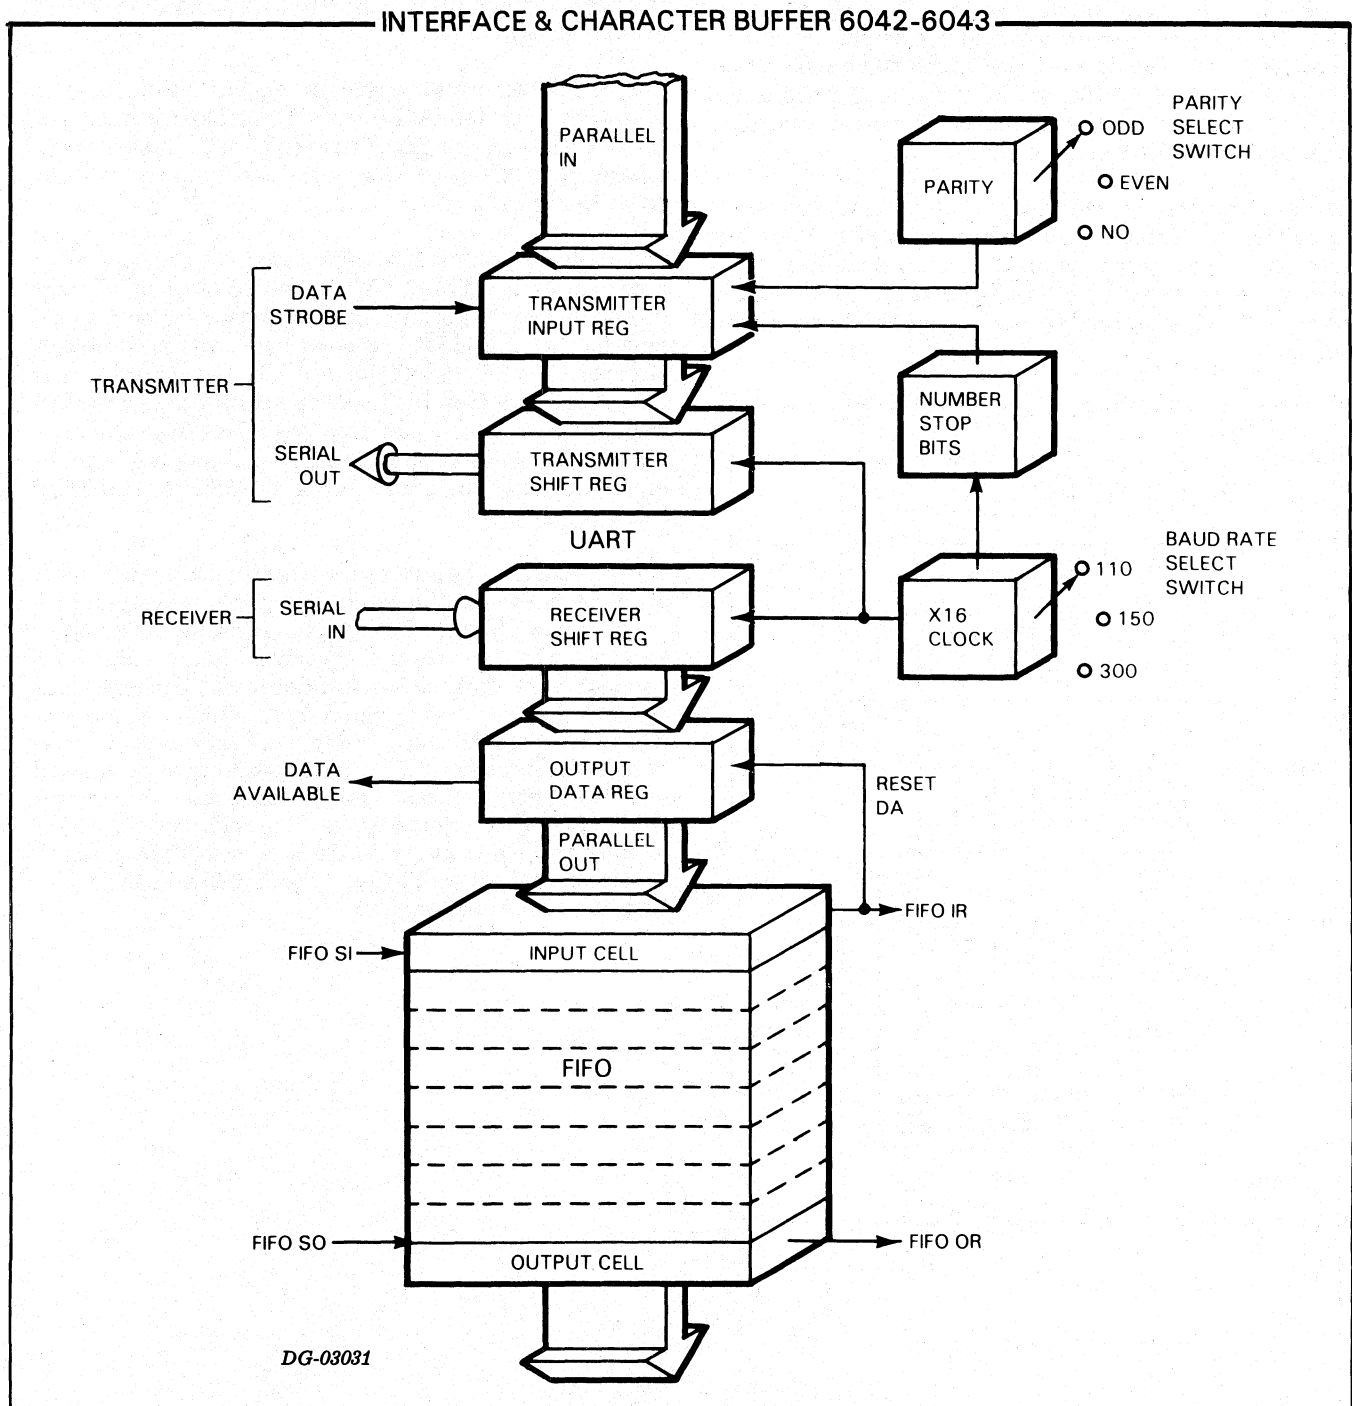 INTERFACE & CHARACTER BUFFER 6042-6043
PARALLEL
IN
PARITY
SELECT
SWITCH
ODD
EVEN
NO
PARITY
DATA
STROBE
TRANSMITTER
INPUT REG
TRANSMITTER
NUMBER
STOP
BITS
SERIAL
OUT
TRANSMITTER
SHIFT REG
UART
BAUD RATE
SELECT
SWITCH
110
150
300
X16
CLOCK
RECEIVER
SERIAL
IN
RECEIVER
SHIFT REG
DATA
AVAILABLE
OUTPUT
DATA REG
RESET
DA
PARALLEL
OUT
FIFO IR
FIFO SI
INPUT CELL
FIFO
FIFO SO
OUTPUT CELL
FIFO OR
DG-03031